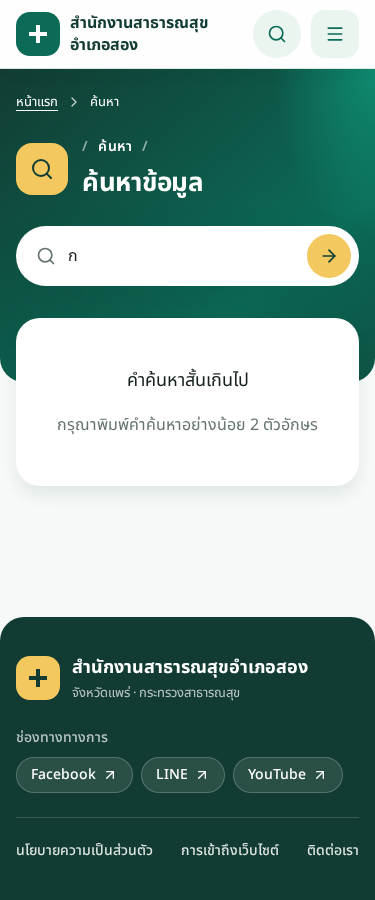 สำนักงานสาธารณสุข
อำเภอสอง
หน้าแรก
ค้นหา
/ ค้นหา /
ค้นหาข้อมูล
ก
คำค้นหาสั้นเกินไป
กรุณาพิมพ์คำค้นหาอย่างน้อย 2 ตัวอักษร
สำนักงานสาธารณสุขอำเภอสอง
จังหวัดแพร่ · กระทรวงสาธารณสุข
ช่องทางทางการ
Facebook
LINE
YouTube
นโยบายความเป็นส่วนตัว
การเข้าถึงเว็บไซต์
ติดต่อเรา